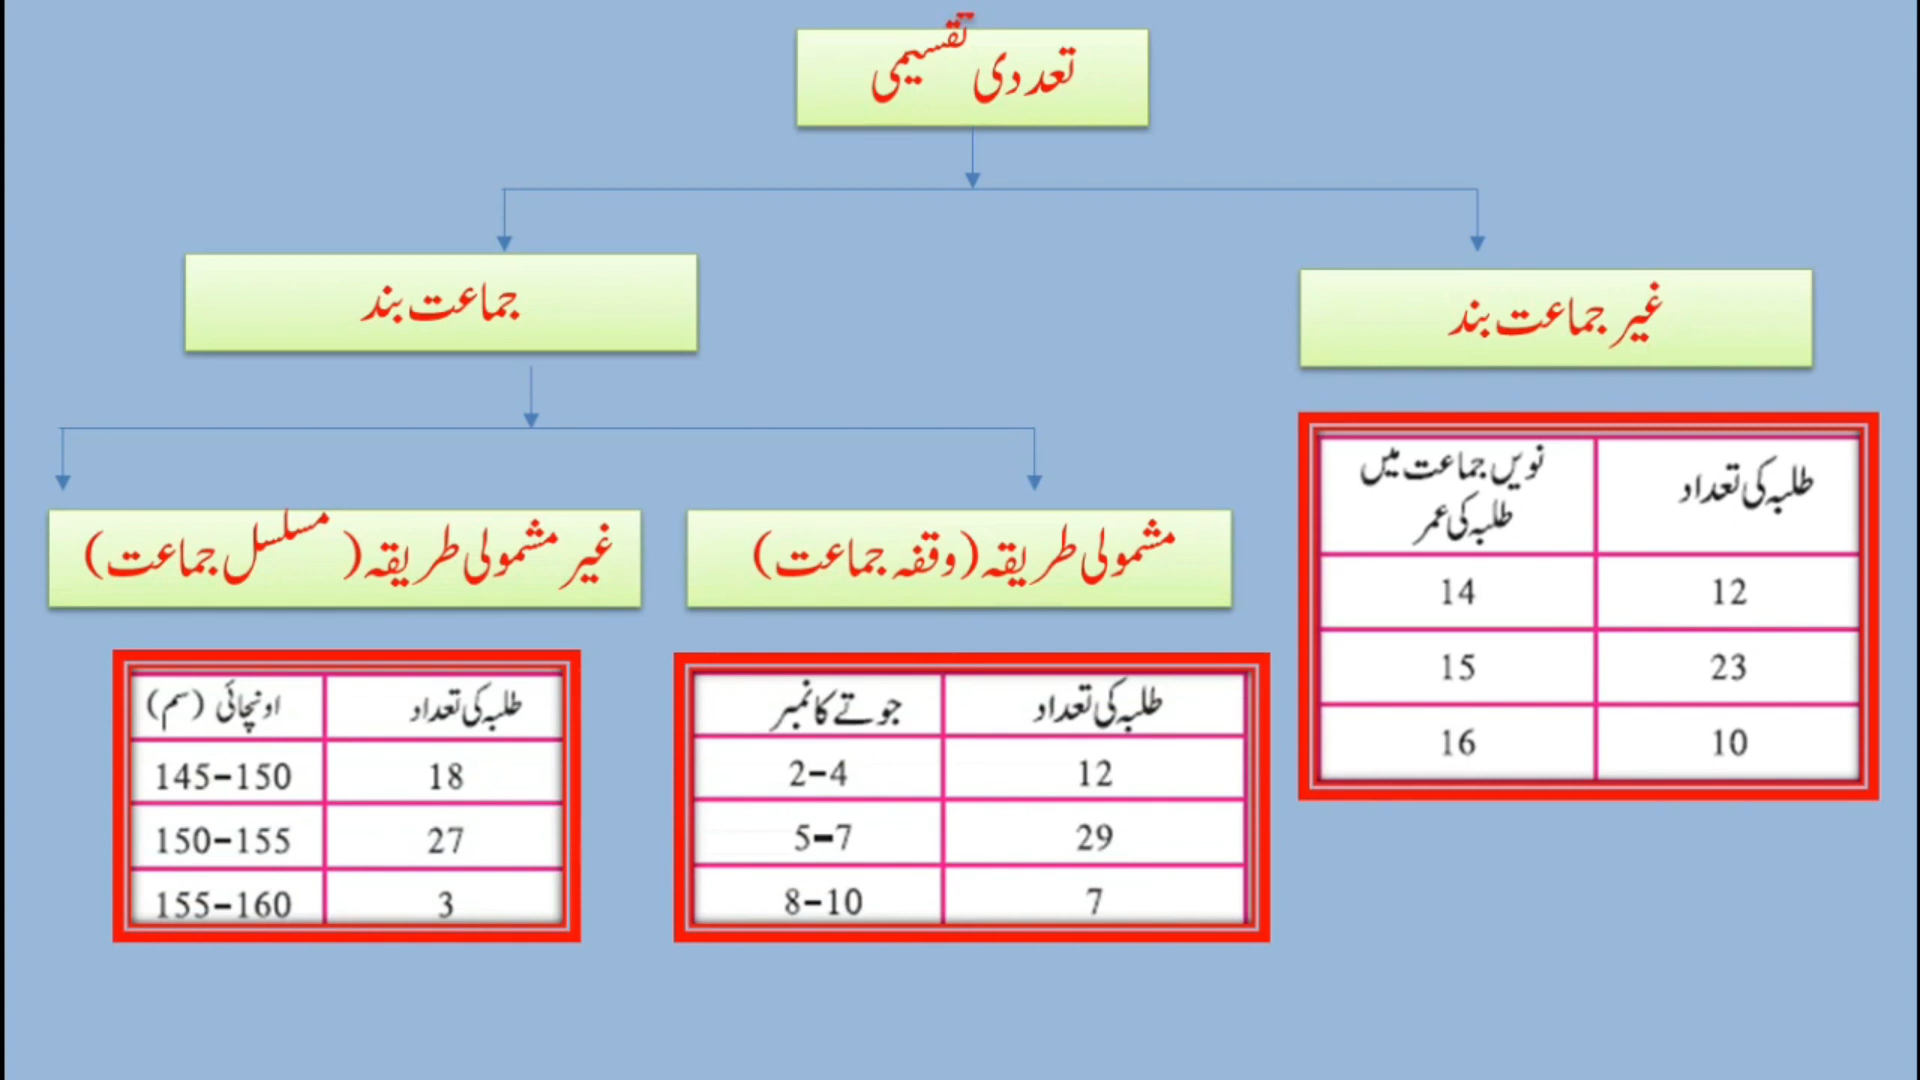 تعددی تقسیمی
غیر جماعت بند
جماعت بند
نویں جماعت میں طلبہ کی عمر	طلبہ کی تعداد
14	12
15	23
16	10
مشمولی طریقہ (وقفہ جماعت)
غیر مشمولی طریقہ (مسلسل جماعت)
جوتے کا نمبر	طلبہ کی تعداد
2-4	12
5-7	29
8-10	7
اونچائی (سم)	طلبہ کی تعداد
145-150	18
150-155	27
155-160	3